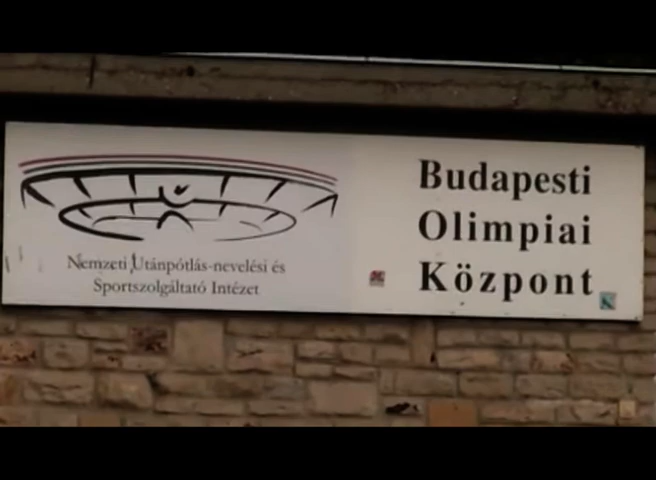 Nemzeti Utánpótlás-nevelési és
Sportszolgáltató Intézet
Budapesti
Olimpiai
Központ